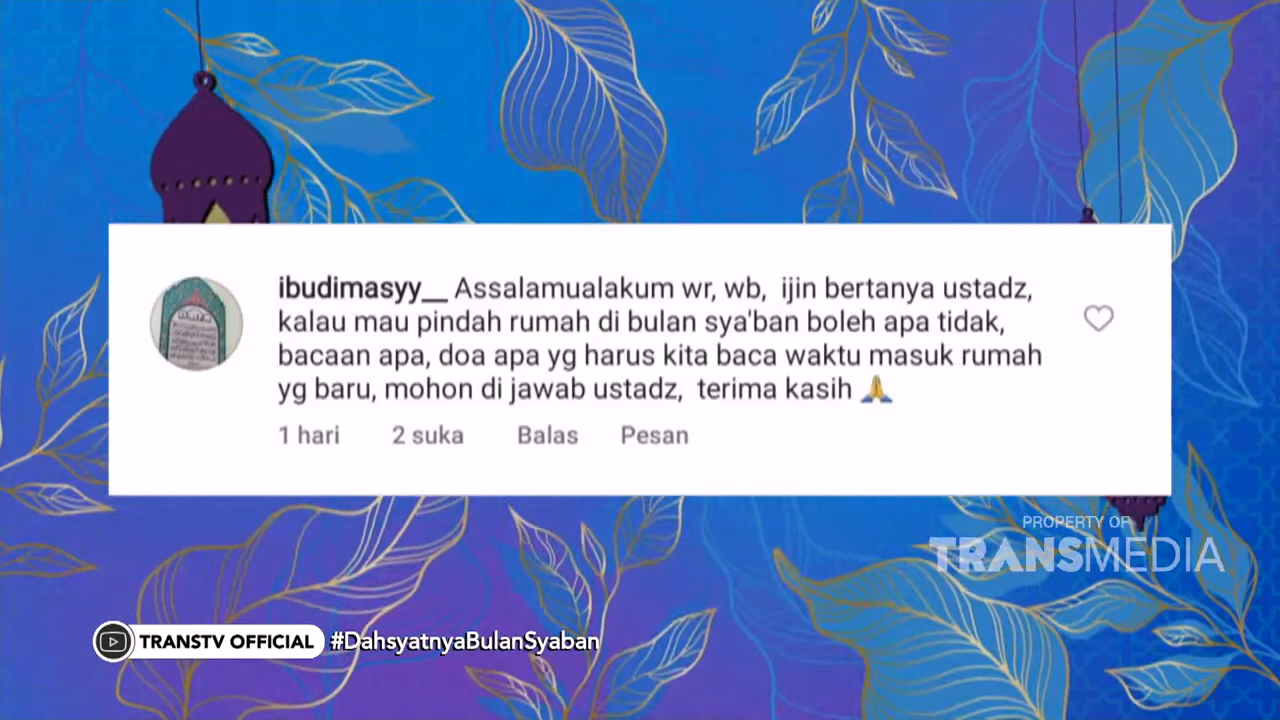 ibudimasyy__ Assalamualakum wr, wb,  ijin bertanya ustadz,
kalau mau pindah rumah di bulan sya'ban boleh apa tidak,
bacaan apa, doa apa yg harus kita baca waktu masuk rumah
yg baru, mohon di jawab ustadz,  terima kasih 🙏
1 hari 2 suka Balas Pesan
PROPERTY OF
TRANSMEDIA
TRANSTV OFFICIAL #DahsyatnyaBulanSyaban